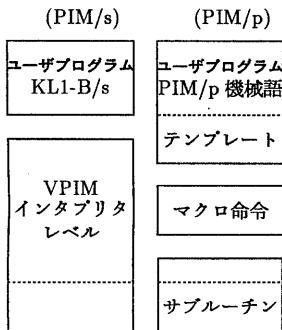 (PIM/s)
(PIM/p)
ユーザプログラム
KL1-B/s
VPIM
インタプリタ
レベル
ユーザプログラム
PIM/p 機械語
テンプレート
マクロ命令
サブルーチン